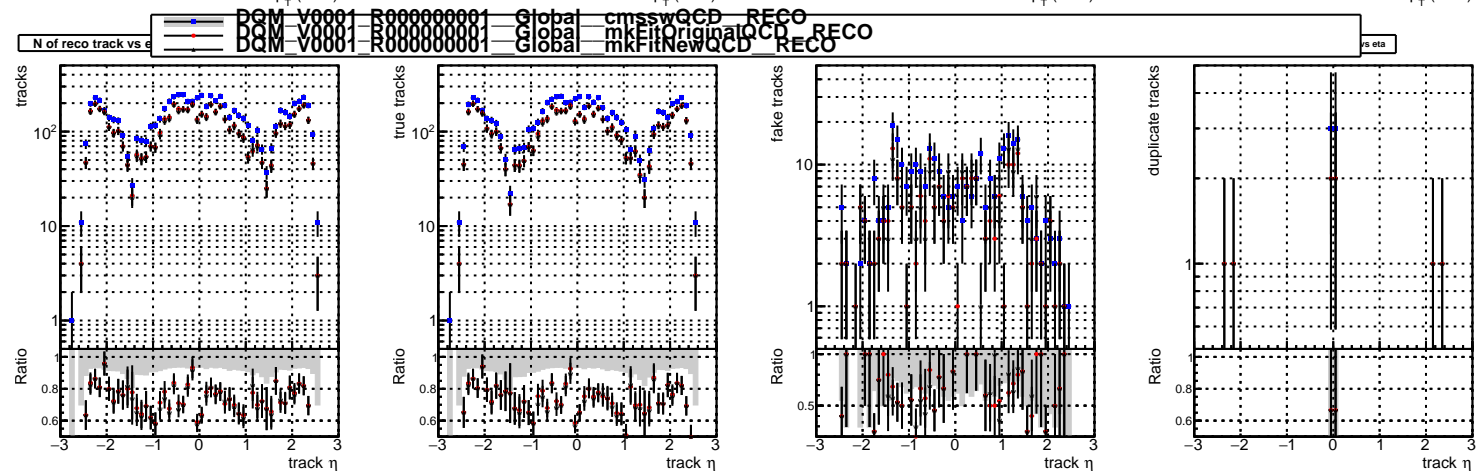 DQM_V0001_R000000001__Global__cmsswQCD__RECO
DQM_V0001_R000000001__Global__mkFitOriginalQCD__RECO
DQM_V0001_R000000001__Global__mkFitNewQCD__RECO
N of reco track vs e
vs eta
tracks
10²
10
1
Ratio
1
0.8
0.6
−3 −2 −1 0 1 2 3
track η
true tracks
10²
10
1
Ratio
1
0.8
0.6
−3 −2 −1 0 1 2 3
track η
fake tracks
10
1
Ratio
1
0.5
−3 −2 −1 0 1 2 3
track η
duplicate tracks
1
Ratio
1
0.8
0.6
−3 −2 −1 0 1 2 3
track η